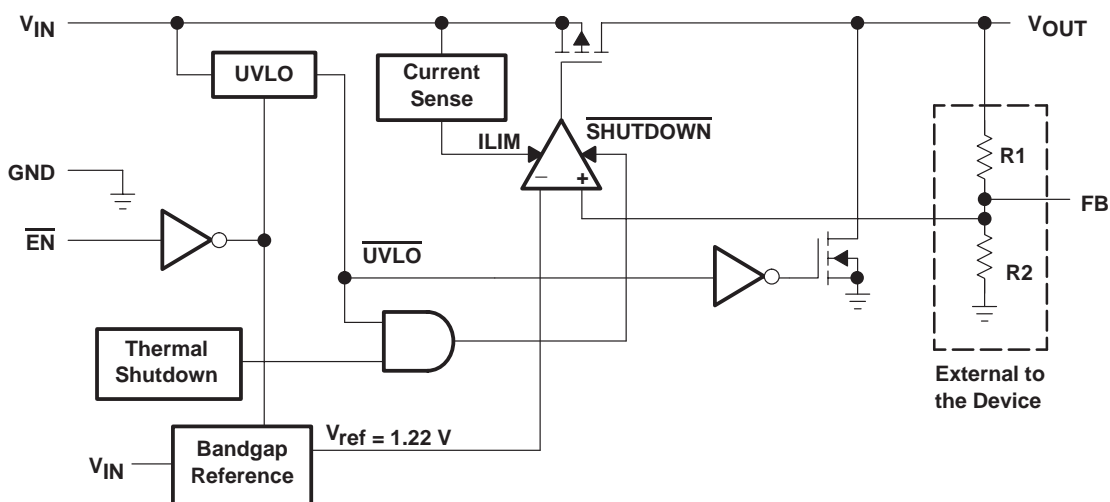 VIN
VOUT
UVLO
Current
Sense
SHUTDOWN
ILIM
R1
GND
− +
FB
EN
UVLO
R2
Thermal
Shutdown
External to
the Device
Vref = 1.22 V
Bandgap
Reference
VIN